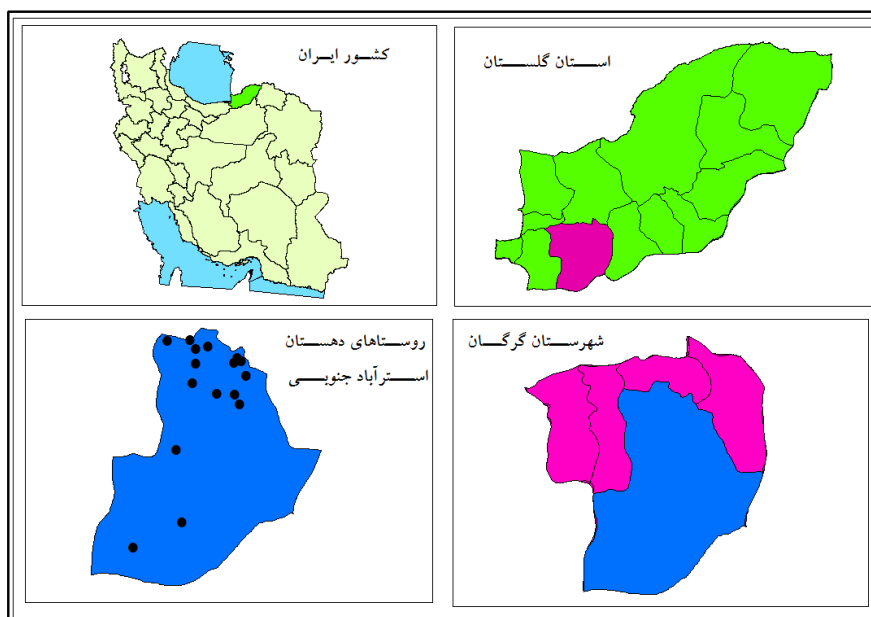 کشور ایران
استان گلستان
روستاهای دهستان
استرآباد جنوبی
شهرستان گرگان